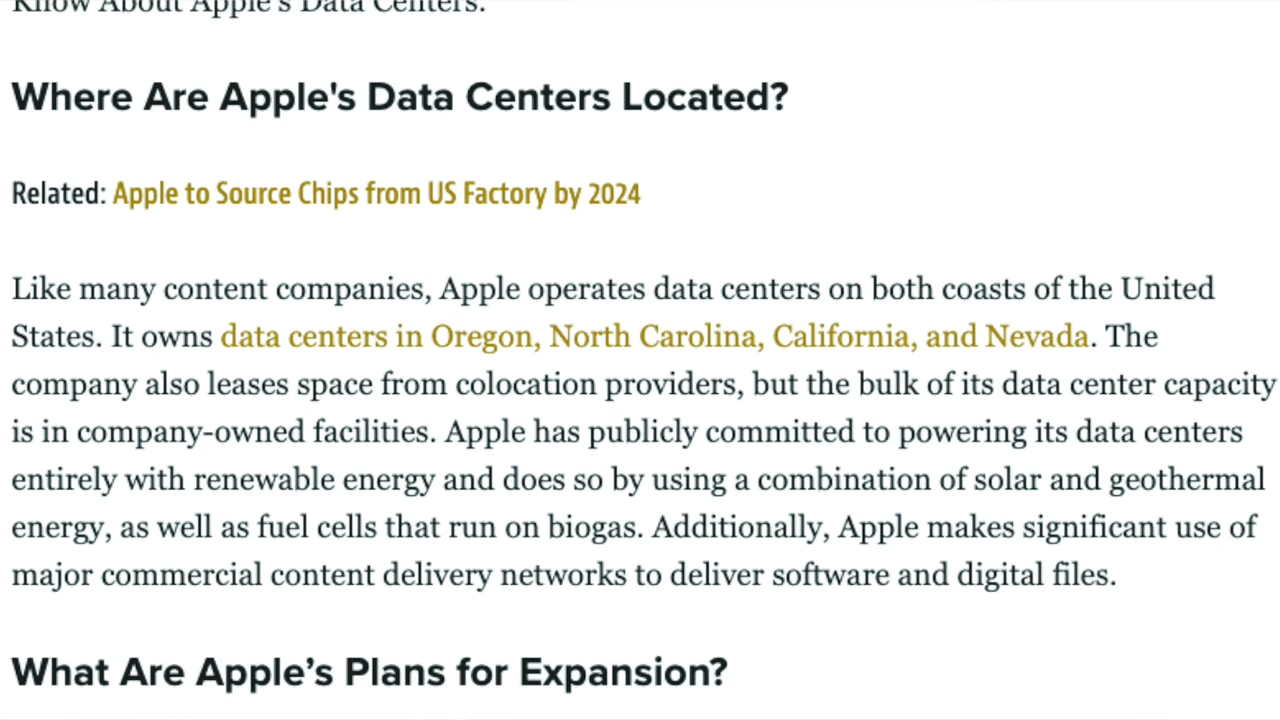 Know About Apple's Data Centers.
Where Are Apple's Data Centers Located?
Related: Apple to Source Chips from US Factory by 2024
Like many content companies, Apple operates data centers on both coasts of the United
States. It owns data centers in Oregon, North Carolina, California, and Nevada. The
company also leases space from colocation providers, but the bulk of its data center capacity
is in company-owned facilities. Apple has publicly committed to powering its data centers
entirely with renewable energy and does so by using a combination of solar and geothermal
energy, as well as fuel cells that run on biogas. Additionally, Apple makes significant use of
major commercial content delivery networks to deliver software and digital files.
What Are Apple’s Plans for Expansion?